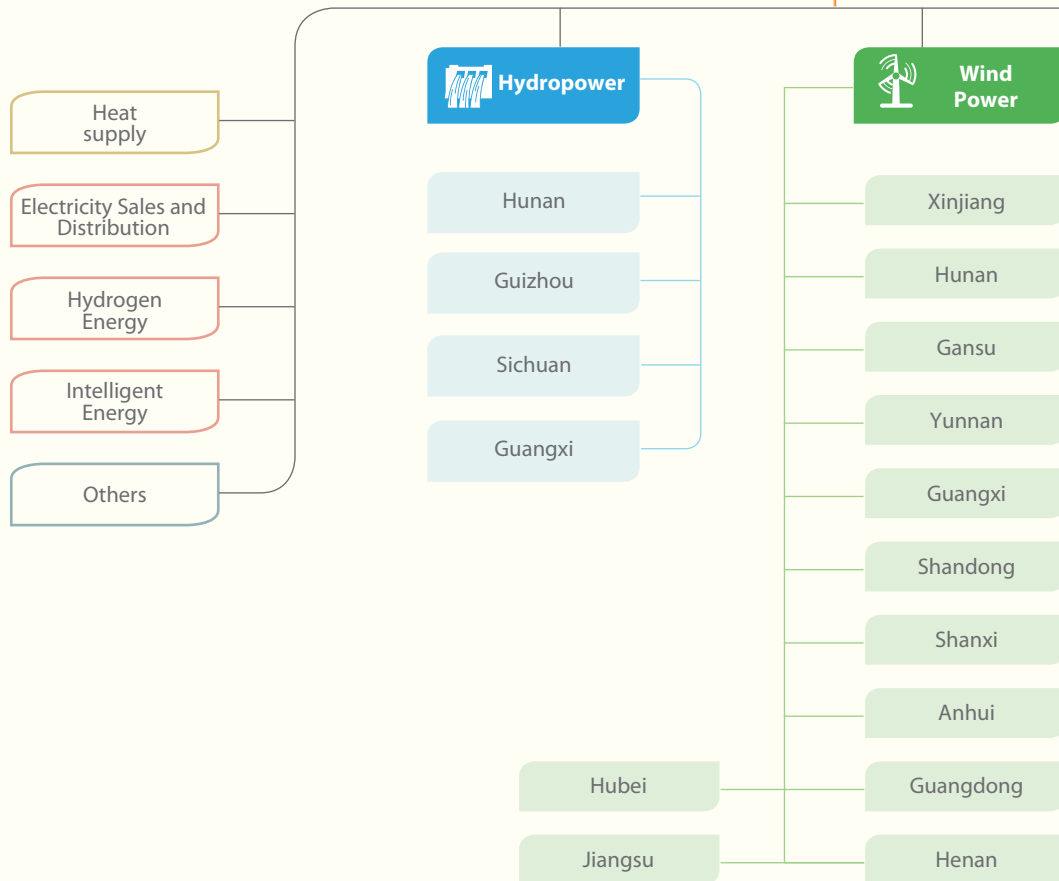 Heat
supply
Electricity Sales and
Distribution
Hydrogen
Energy
Intelligent
Energy
Others
Hydropower
Hunan
Guizhou
Sichuan
Guangxi
Wind
Power
Xinjiang
Hunan
Gansu
Yunnan
Guangxi
Shandong
Shanxi
Anhui
Guangdong
Henan
Hubei
Jiangsu